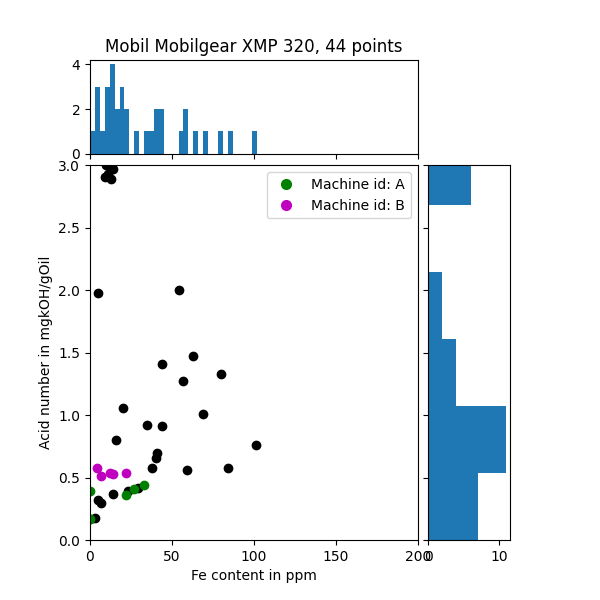 Mobil Mobilgear XMP 320, 44 points
4
2
0
3.0
2.5
2.0
1.5
1.0
0.5
0.0
Acid number in mgkOH/gOil
Machine id: A
Machine id: B
0 50 100 150 200
0 10
Fe content in ppm